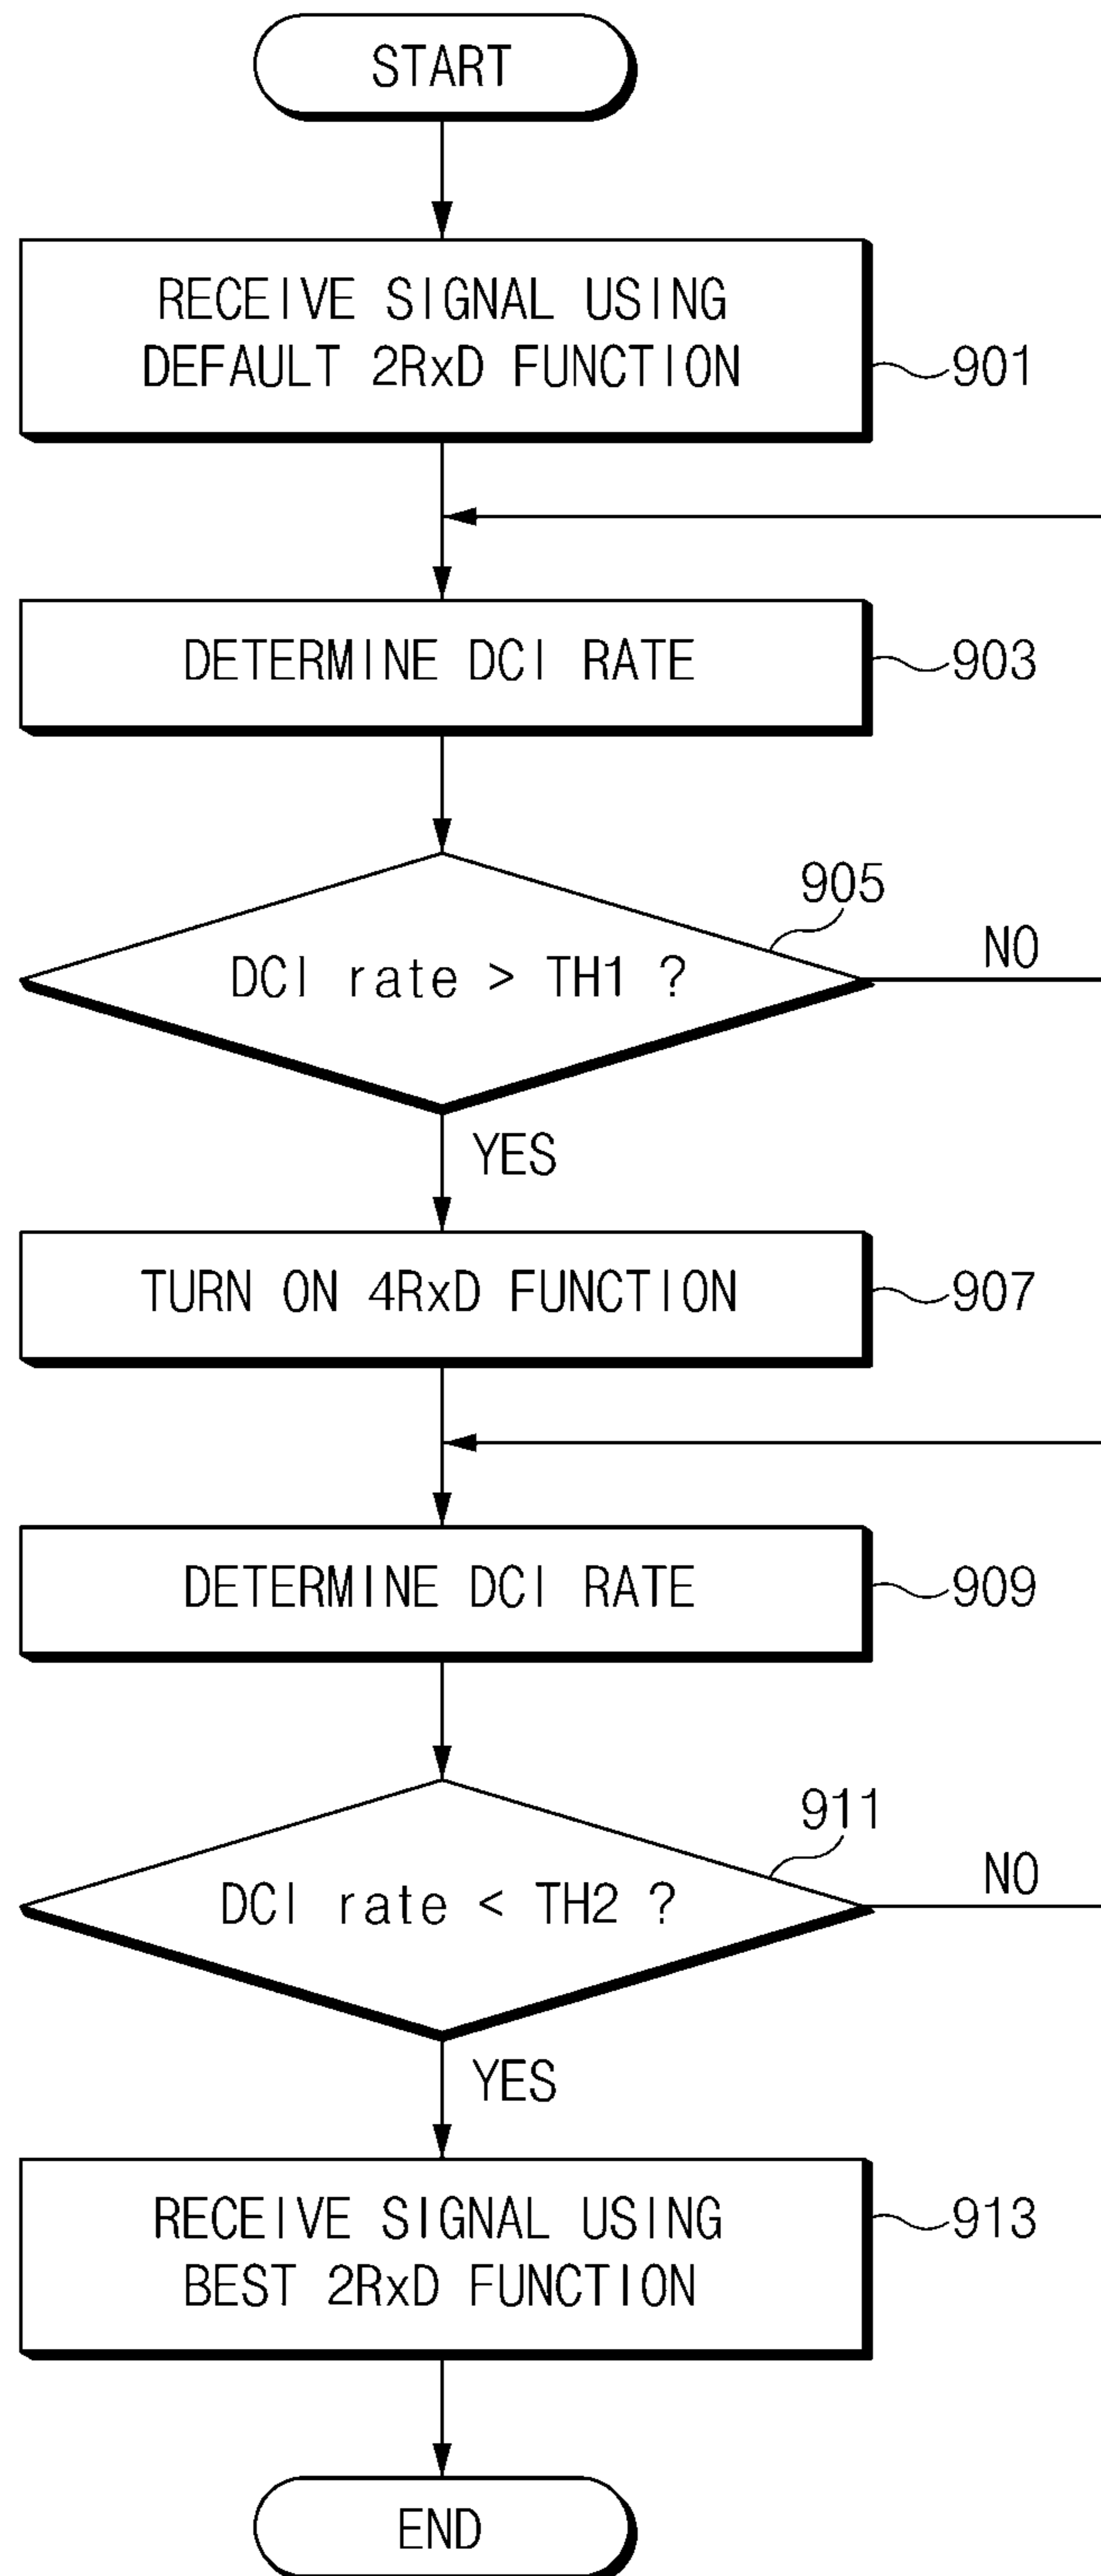 START
RECEIVE SIGNAL USING
DEFAULT 2RxD FUNCTION
901
DETERMINE DCI RATE
903
905
DCI rate > TH1 ?
NO
YES
TURN ON 4RxD FUNCTION
907
DETERMINE DCI RATE
909
911
DCI rate < TH2 ?
NO
YES
RECEIVE SIGNAL USING
BEST 2RxD FUNCTION
913
END